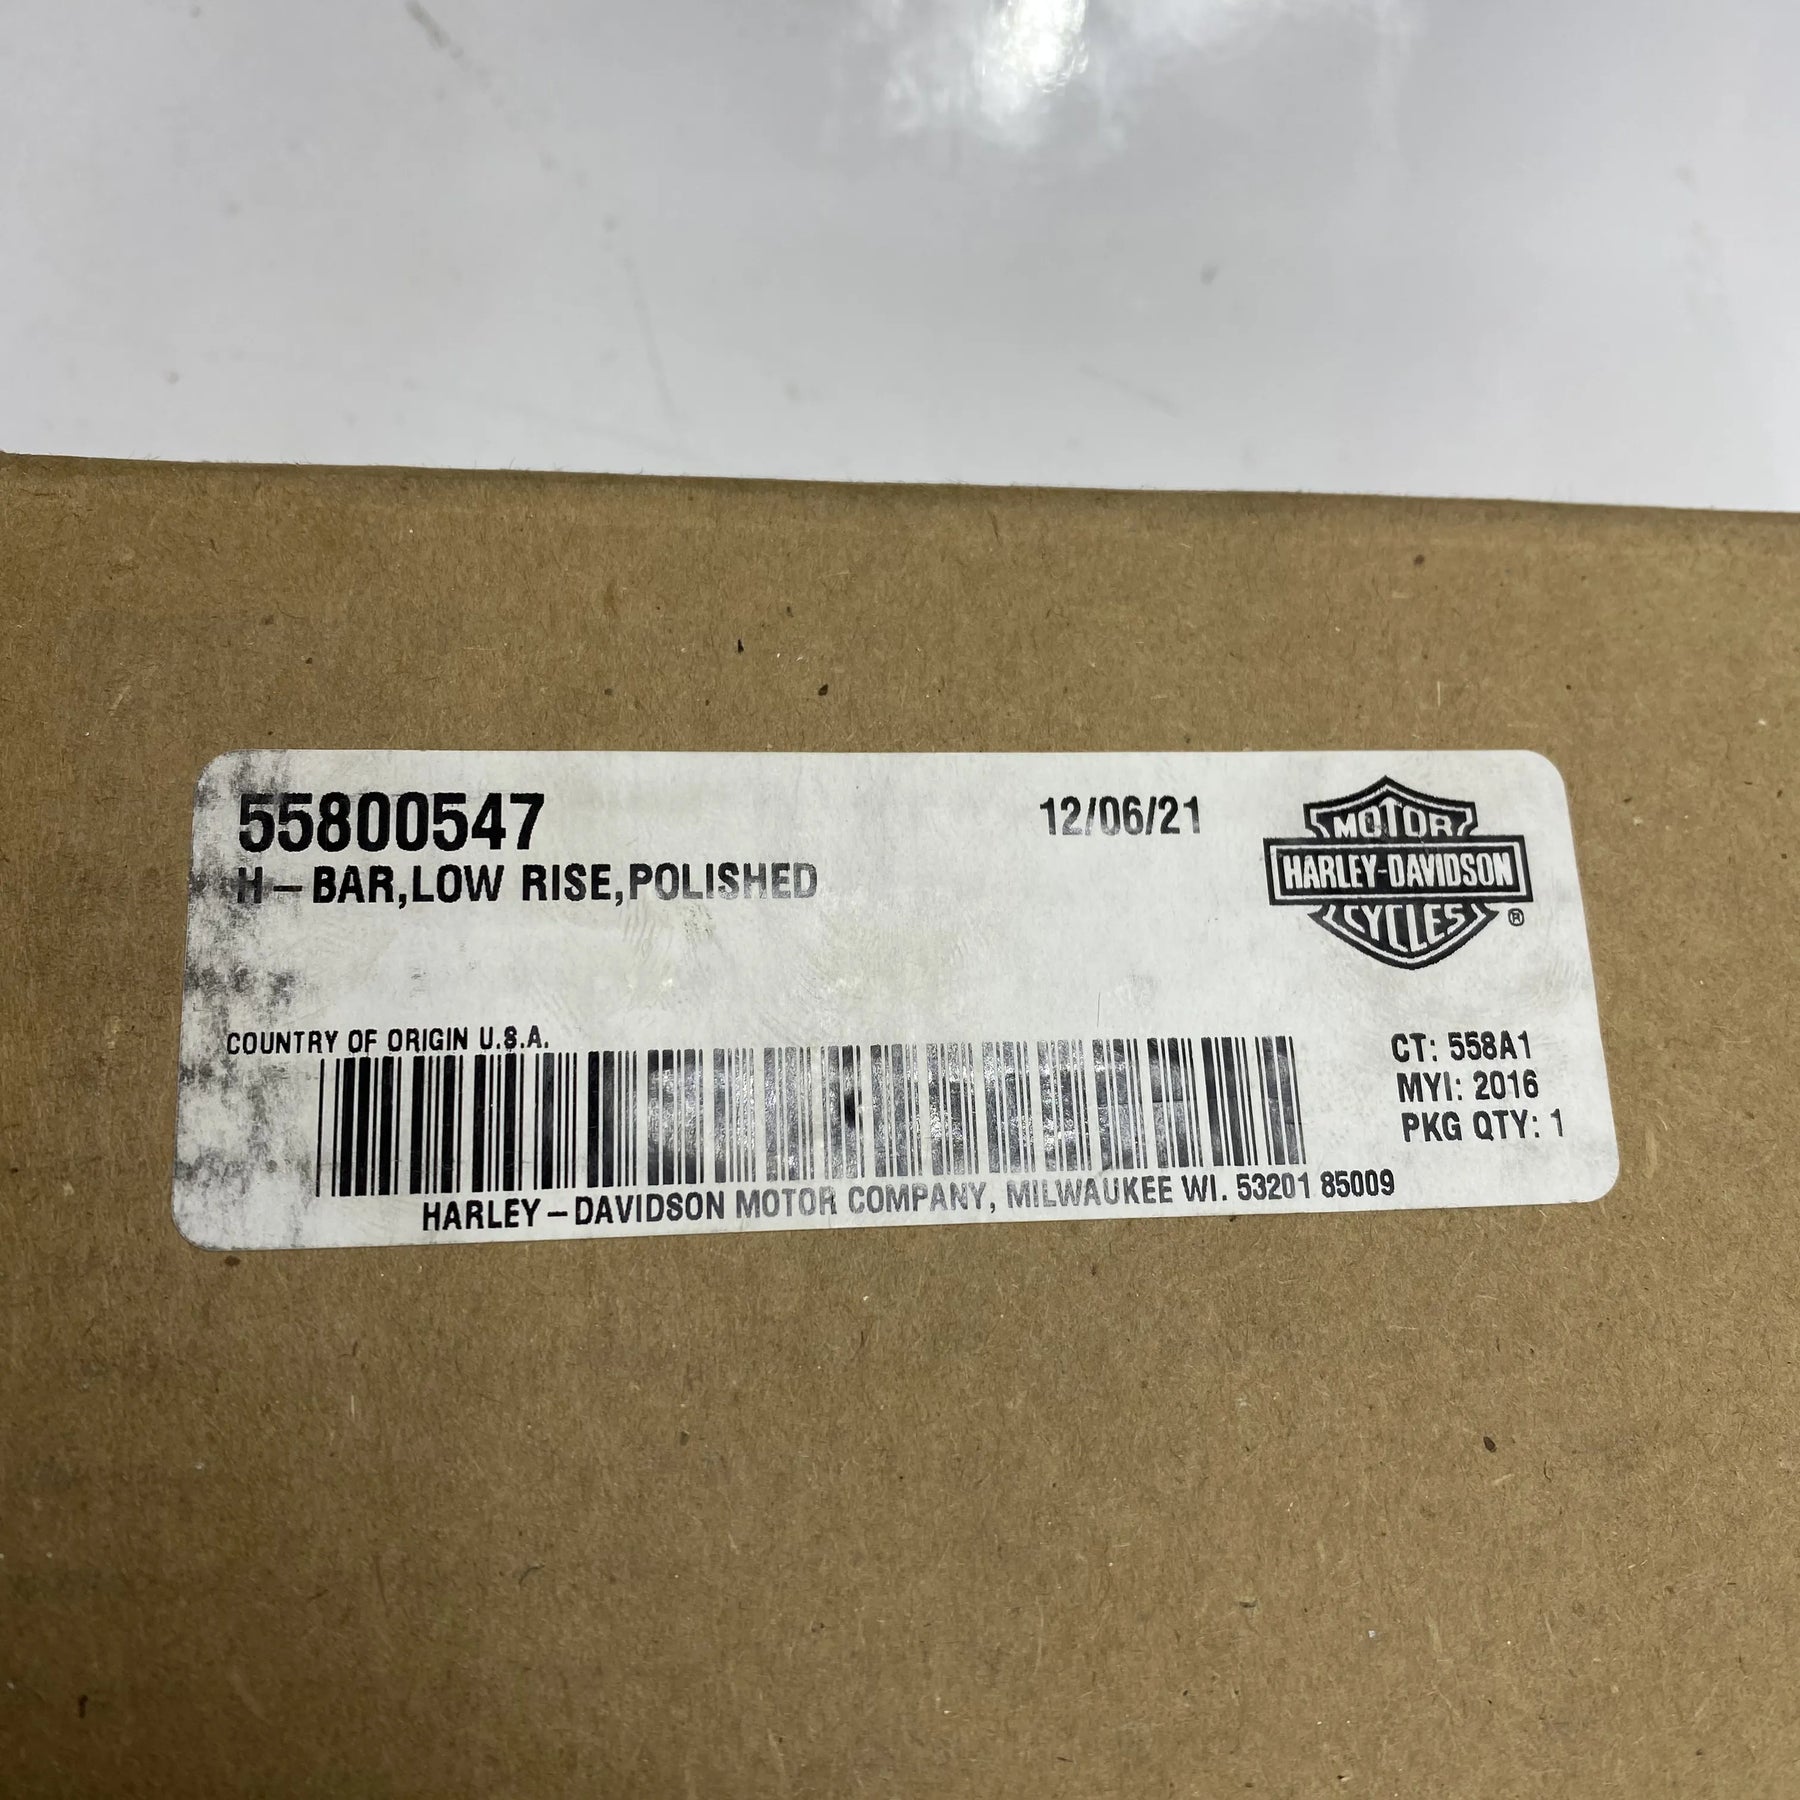 55800547
12/06/21
H-BAR,LOW RISE,POLISHED
MOTOR
HARLEY-DAVIDSON
CYCLES®
COUNTRY OF ORIGIN U.S.A.
CT: 558A1
MYI: 2016
PKG QTY: 1
HARLEY-DAVIDSON MOTOR COMPANY, MILWAUKEE WI. 53201 85009